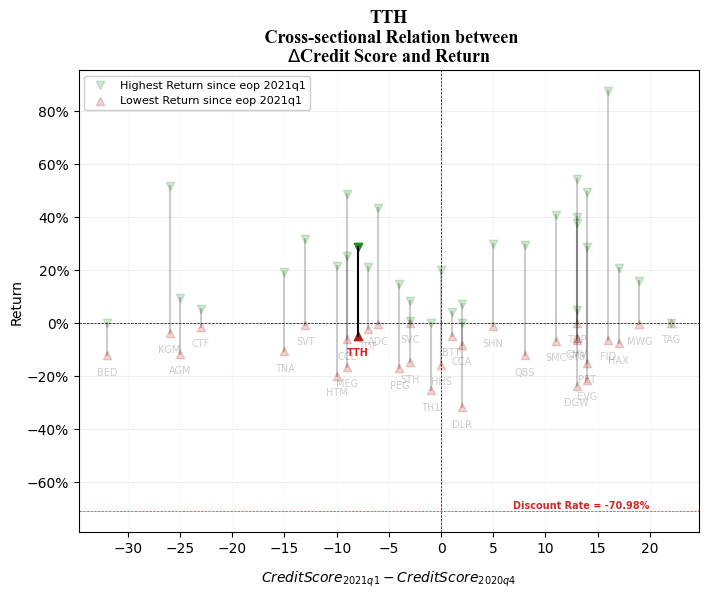 TTH
Cross-sectional Relation between
ΔCredit Score and Return
Highest Return since eop 2021q1
Lowest Return since eop 2021q1
Return
80%
60%
40%
20%
0%
−20%
−40%
−60%
KGM
CTF
AGM
BED
SVT
TNA
ADC
TTH
MEG
HTM
SVC
STH
PEG
HHS
TH1
CCA
DLR
SHN
QBS
SMC
FID
HAX
DGW
EVG
MWG
TAG
Discount Rate = -70.98%
−30
−25
−20
−15
−10
−5
0
5
10
15
20
CreditScore2021q1 − CreditScore2020q4